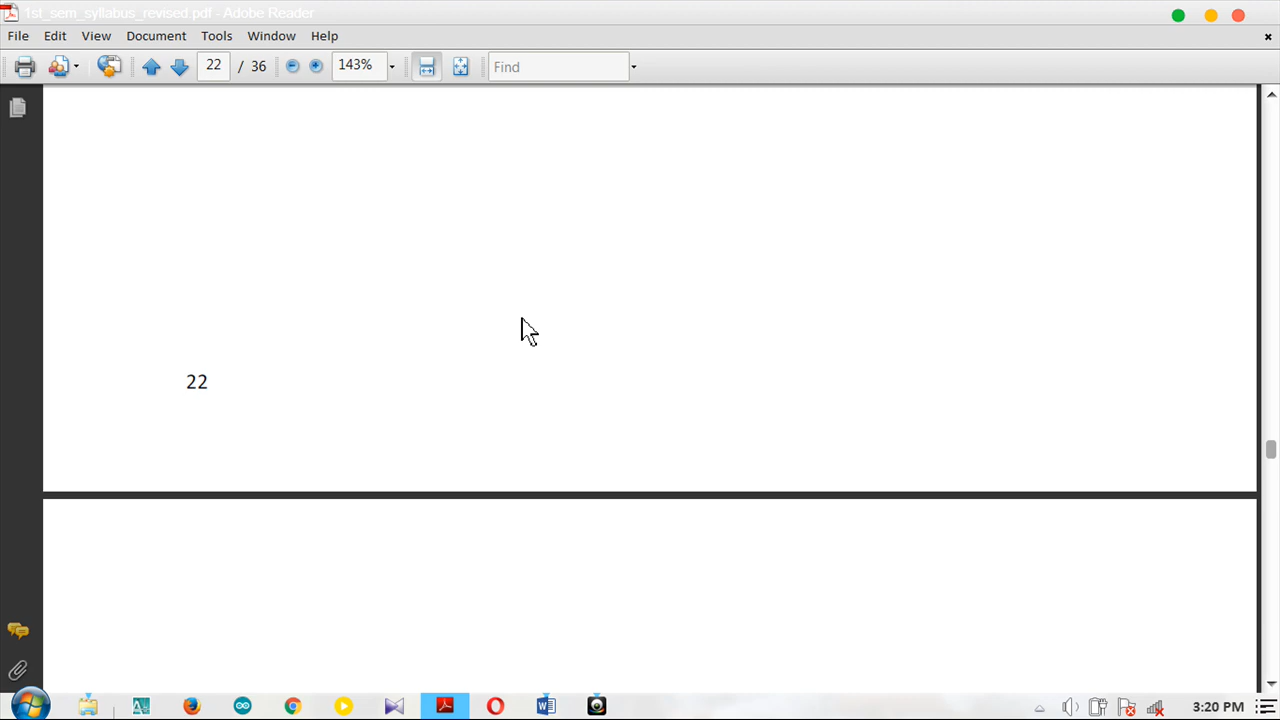 1st_sem_syllabus_revised pdf - Adobe Reader
File Edit View Document Tools Window Help
22 / 36 143% Find
22
3:20 PM